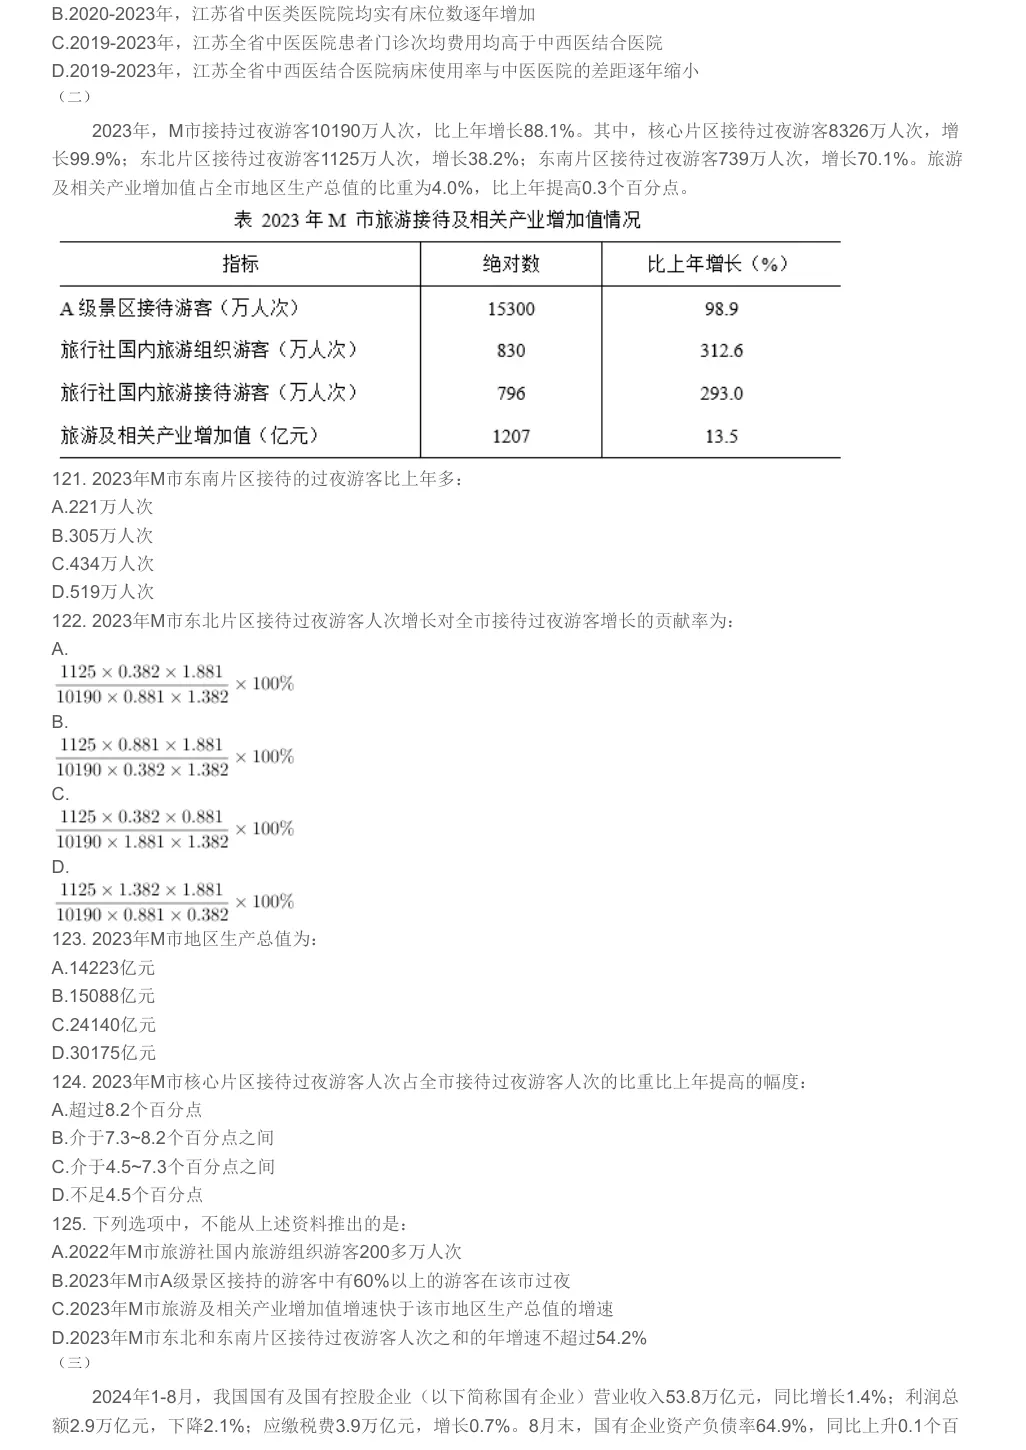 B.2020-2023年，江苏省中医类医院院均实有床位数逐年增加
C.2019-2023年，江苏全省中医医院患者门诊次均费用均高于中西医结合医院
D.2019-2023年，江苏全省中西医结合医院病床使用率与中医医院的差距逐年缩小
（二）
2023年，M市接持过夜游客10190万人次，比上年增长88.1%。其中，核心片区接待过夜游客8326万人次，增
长99.9%；东北片区接待过夜游客1125万人次，增长38.2%；东南片区接待过夜游客739万人次，增长70.1%。旅游
及相关产业增加值占全市地区生产总值的比重为4.0%，比上年提高0.3个百分点。
表 2023 年 M 市旅游接待及相关产业增加值情况
指标 绝对数 比上年增长（%）
A 级景区接待游客（万人次） 15300 98.9
旅行社国内旅游组织游客（万人次） 830 312.6
旅行社国内旅游接待游客（万人次） 796 293.0
旅游及相关产业增加值（亿元） 1207 13.5
121. 2023年M市东南片区接待的过夜游客比上年多：
A.221万人次
B.305万人次
C.434万人次
D.519万人次
122. 2023年M市东北片区接待过夜游客人次增长对全市接待过夜游客增长的贡献率为：
A.
1125 × 0.382 × 1.881
10190 × 0.881 × 1.382
× 100%
B.
1125 × 0.881 × 1.881
10190 × 0.382 × 1.382
× 100%
C.
1125 × 0.382 × 0.881
10190 × 1.881 × 1.382
× 100%
D.
1125 × 1.382 × 1.881
10190 × 0.881 × 0.382
× 100%
123. 2023年M市地区生产总值为：
A.14223亿元
B.15088亿元
C.24140亿元
D.30175亿元
124. 2023年M市核心片区接待过夜游客人次占全市接待过夜游客人次的比重比上年提高的幅度：
A.超过8.2个百分点
B.介于7.3~8.2个百分点之间
C.介于4.5~7.3个百分点之间
D.不足4.5个百分点
125. 下列选项中，不能从上述资料推出的是：
A.2022年M市旅游社国内旅游组织游客200多万人次
B.2023年M市A级景区接持的游客中有60%以上的游客在该市过夜
C.2023年M市旅游及相关产业增加值增速快于该市地区生产总值的增速
D.2023年M市东北和东南片区接待过夜游客人次之和的年增速不超过54.2%
（三）
2024年1-8月，我国国有及国有控股企业（以下简称国有企业）营业收入53.8万亿元，同比增长1.4%；利润总
额2.9万亿元，下降2.1%；应缴税费3.9万亿元，增长0.7%。8月末，国有企业资产负债率64.9%，同比上升0.1个百